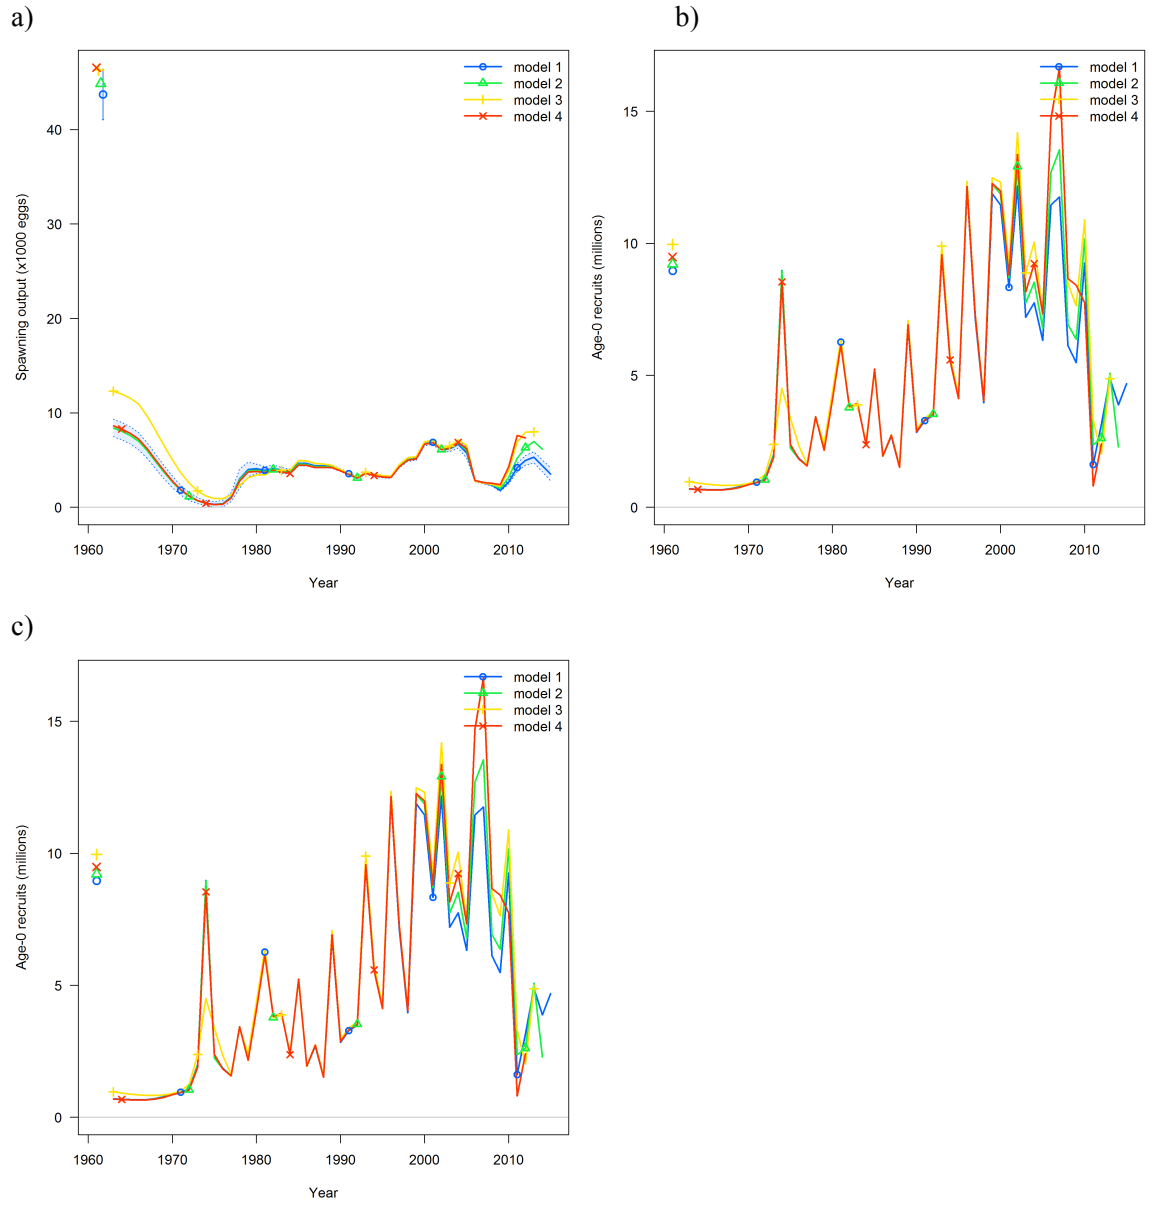 a)
model 1
model 2
model 3
model 4
40
30
20
10
0
Spawning output (x1000 eggs)
1960 1970 1980 1990 2000 2010
Year
b)
model 1
model 2
model 3
model 4
15
10
5
0
Age-0 recruits (millions)
1960 1970 1980 1990 2000 2010
Year
c)
model 1
model 2
model 3
model 4
15
10
5
0
Age-0 recruits (millions)
1960 1970 1980 1990 2000 2010
Year